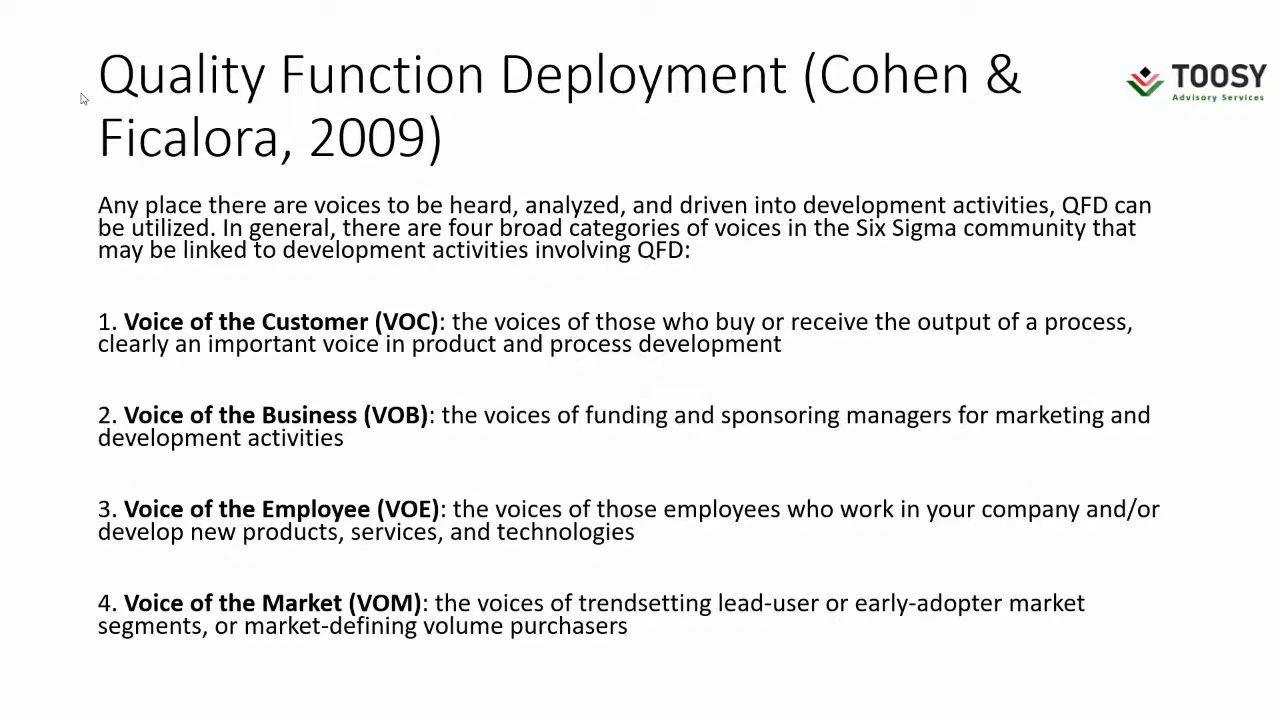 Quality Function Deployment (Cohen &
Ficalora, 2009)
TOOSY
Advisory Services
Any place there are voices to be heard, analyzed, and driven into development activities, QFD can
be utilized. In general, there are four broad categories of voices in the Six Sigma community that
may be linked to development activities involving QFD:
1. Voice of the Customer (VOC): the voices of those who buy or receive the output of a process,
clearly an important voice in product and process development
2. Voice of the Business (VOB): the voices of funding and sponsoring managers for marketing and
development activities
3. Voice of the Employee (VOE): the voices of those employees who work in your company and/or
develop new products, services, and technologies
4. Voice of the Market (VOM): the voices of trendsetting lead-user or early-adopter market
segments, or market-defining volume purchasers